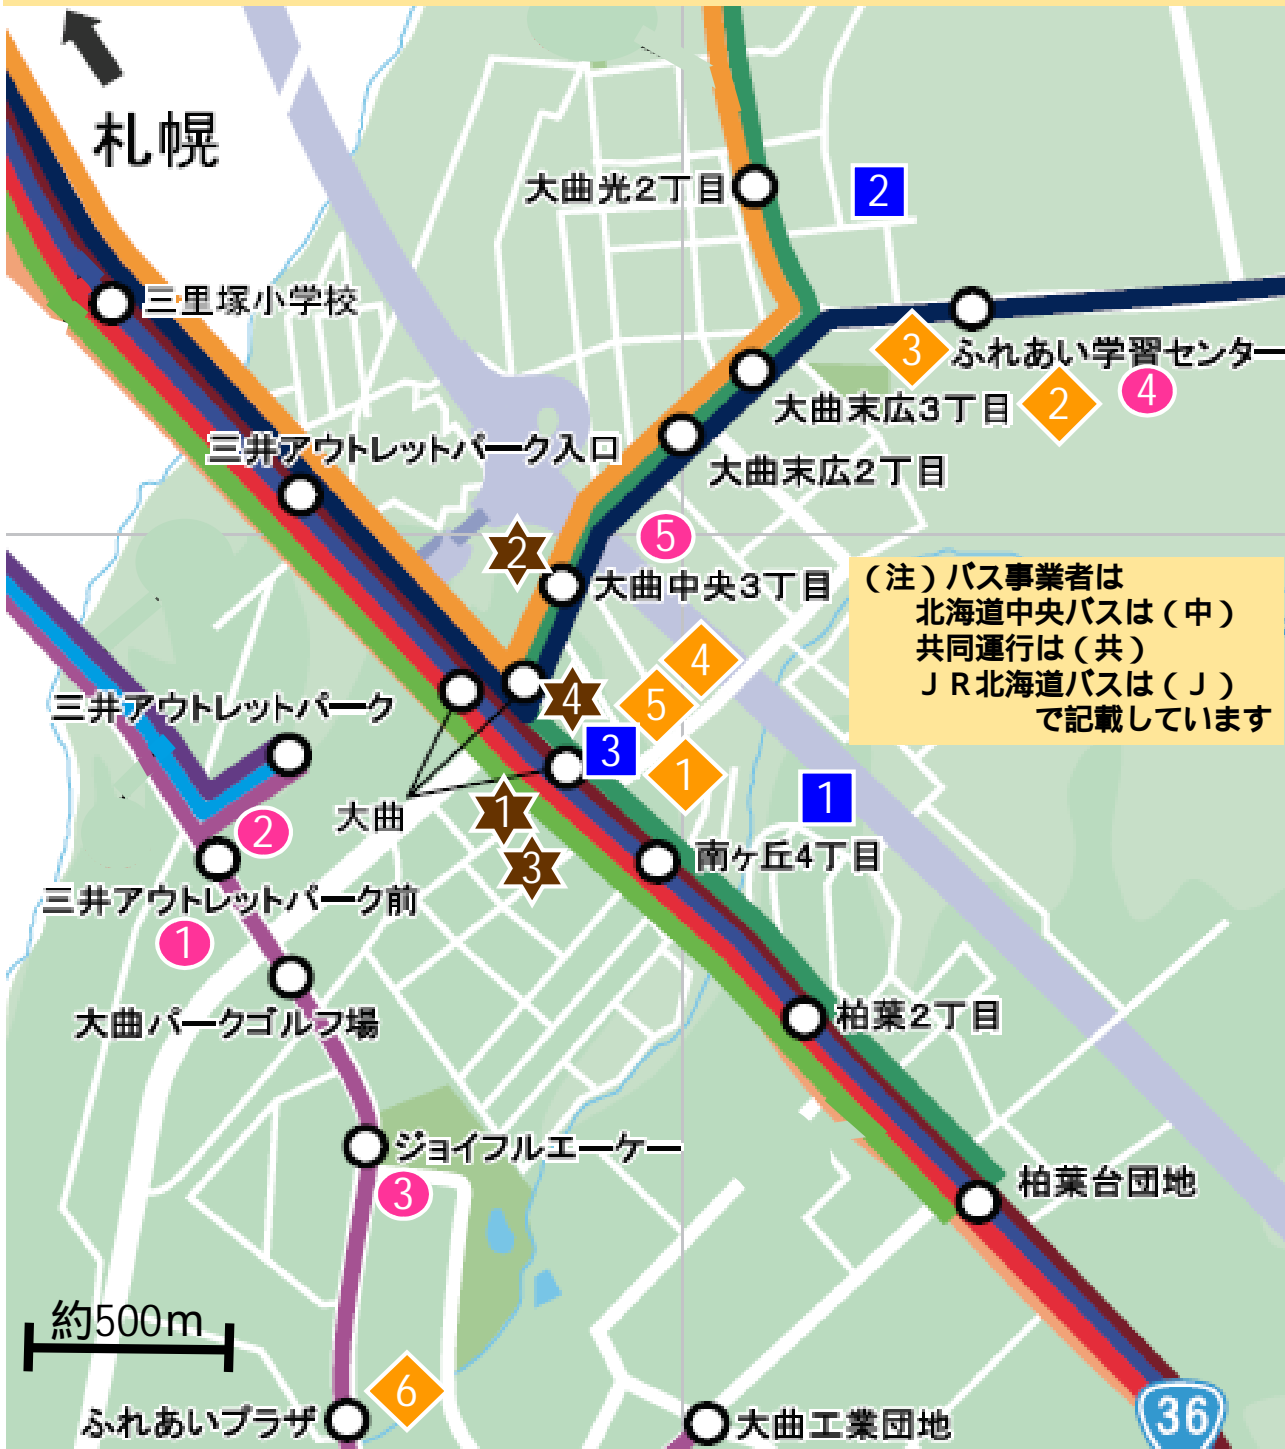 札幌
大曲光2丁目
2
三里塚小学校
3
ふれあい学習センター
大曲末広3丁目
2
4
三井アウトレットパーク入口
大曲末広2丁目
5
2
大曲中央3丁目
(注)バス事業者は
北海道中央バスは(中)
共同運行は(共)
JR北海道バスは(J)
で記載しています
4
三井アウトレットパーク
4
5
3
1
1
大曲
1
2
3
南ヶ丘4丁目
三井アウトレットパーク前
1
大曲パークゴルフ場
柏葉2丁目
ジョイフルエーケー
3
柏葉台団地
約500m
6
ふれあいプラザ
大曲工業団地
36